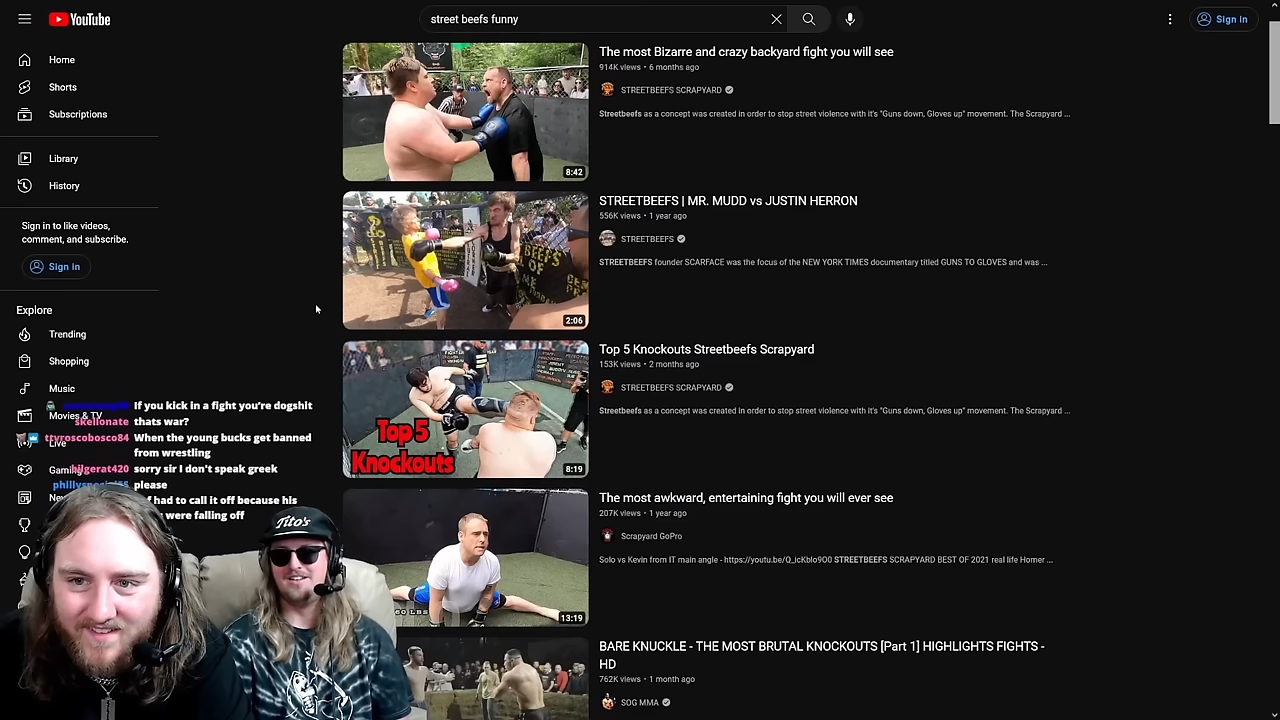 YouTube
street beefs funny
Sign in
Home
Shorts
Subscriptions
Library
History
Sign in to like videos,
comment, and subscribe.
Sign in
Explore
Trending
Shopping
Music
Movies & TV
Live
If you kick in a fight you're dogshit
skellonate thats war?
ttvroscobosco84 When the young bucks get banned
from wrestling
hilgerat420 sorry sir I don't speak greek
please
had to call it off because his
were falling off
Tito's
The most Bizarre and crazy backyard fight you will see
914K views • 6 months ago
STREETBEEFS SCRAPYARD
Streetbeefs as a concept was created in order to stop street violence with it's "Guns down, Gloves up" movement. The Scrapyard ...
8:42
STREETBEEFS | MR. MUDD vs JUSTIN HERRON
556K views • 1 year ago
STREETBEEFS
STREETBEEFS founder SCARFACE was the focus of the NEW YORK TIMES documentary titled GUNS TO GLOVES and was ...
BEEFS
OF
2:06
Top 5 Knockouts Streetbeefs Scrapyard
153K views • 2 months ago
STREETBEEFS SCRAPYARD
Streetbeefs as a concept was created in order to stop street violence with it's "Guns down, Gloves up" movement. The Scrapyard ...
Top 5
Knockouts
8:19
The most awkward, entertaining fight you will ever see
207K views • 1 year ago
Scrapyard GoPro
Solo vs Kevin from IT main angle - https://youtu.be/Q_icKblo9O0 STREETBEEFS SCRAPYARD BEST OF 2021 real life Homer ...
60 LBS
13:19
BARE KNUCKLE - THE MOST BRUTAL KNOCKOUTS [Part 1] HIGHLIGHTS FIGHTS -
HD
762K views • 1 month ago
SOG MMA